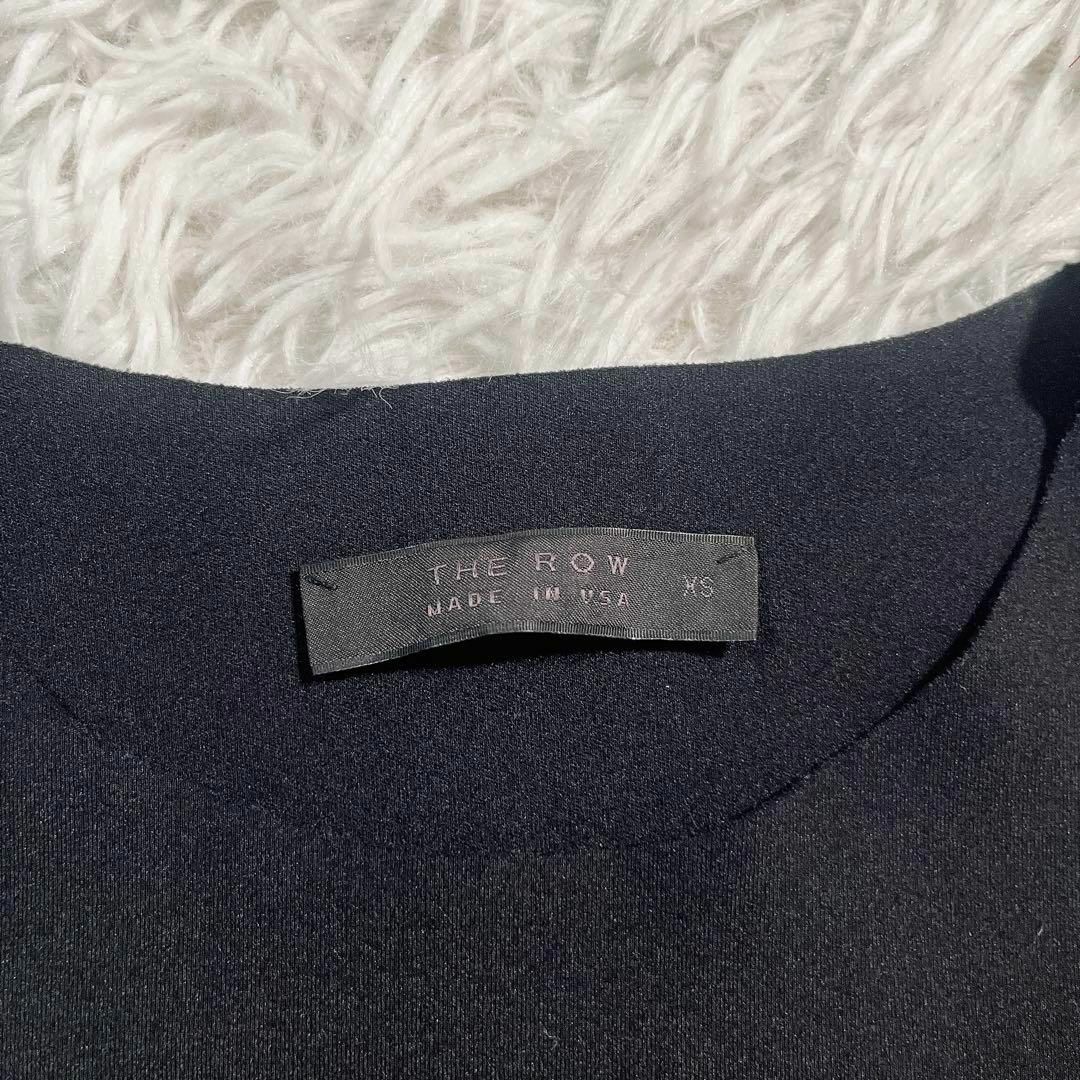 THE ROW
MADE IN USA
XS